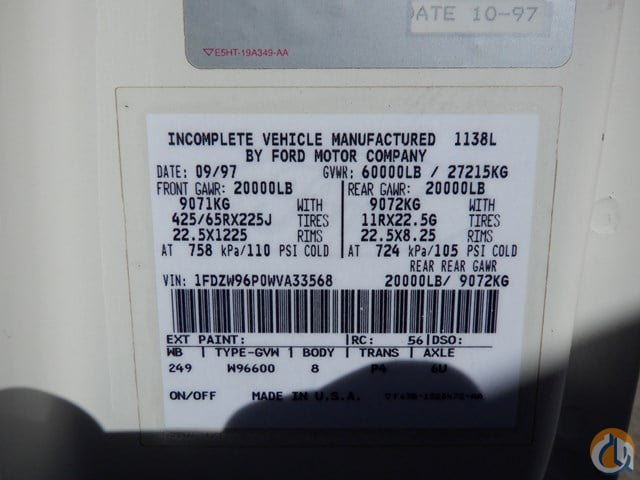 DATE 10-97
E5HT-19A349-AA
INCOMPLETE VEHICLE MANUFACTURED 1138L
BY FORD MOTOR COMPANY
DATE: 09/97 GVWR: 60000LB / 27215KG
FRONT GAWR: 20000LB REAR GAWR: 20000LB
9071KG WITH 9072KG WITH
425/65RX225J TIRES 11RX22.5G TIRES
22.5X1225 RIMS 22.5X8.25 RIMS
AT 758 kPa/110 PSI COLD AT 724 kPa/105 PSI COLD
REAR REAR GAWR
VIN: 1FDZW96P0WVA33568 20000LB/ 9072KG
EXT PAINT: RC: 56 DSO:
WB TYPE-GVW BODY TRANS AXLE
249 W96600 8 P4 6U
ON/OFF MADE IN U.S.A.